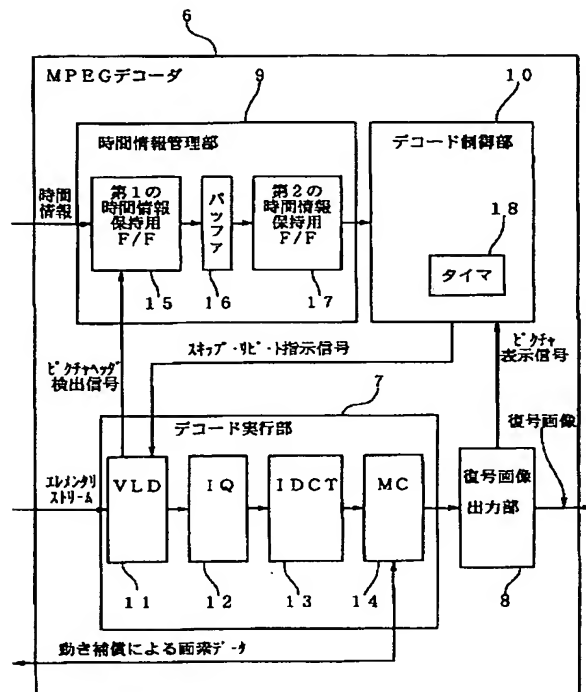 6
MPEGデコーダ
9
10
時間情報管理部
デコード制御部
時間
情報
第1の
時間情報
保持用
F/F
バッファ
第2の
時間情報
保持用
F/F
18
タイマ
15
16
17
ピクチャヘッダ
検出信号
スキップ・リピート指示信号
ピクチャ
表示信号
7
デコード実行部
復号画像
エレメンタリ
ストリーム
VLD
IQ
IDCT
MC
復号画像
出力部
11
12
13
14
8
動き補償による画素データ